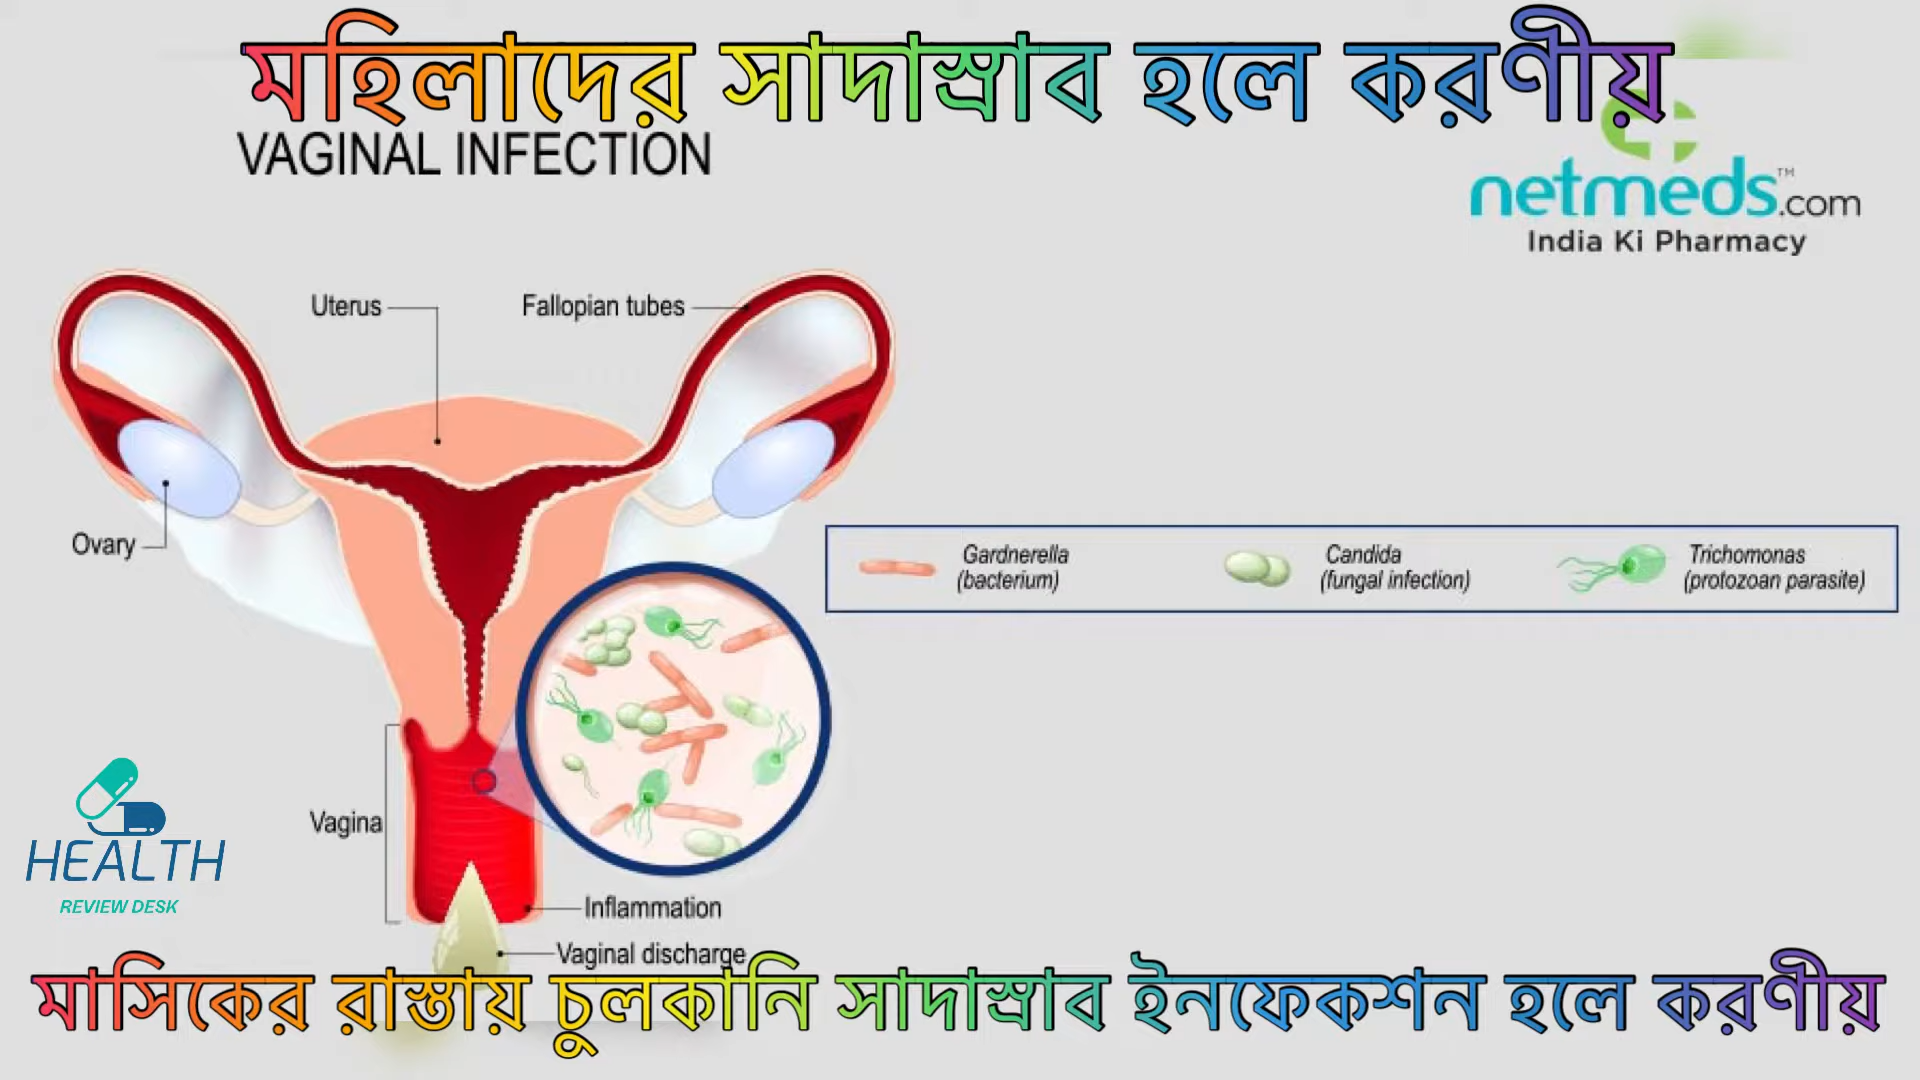 মহিলাদের সাদাস্রাব হলে করণীয়
VAGINAL INFECTION
netmeds.com
TM
India Ki Pharmacy
Uterus
Fallopian tubes
Ovary
Gardnerella
(bacterium)
Candida
(fungal infection)
Trichomonas
(protozoan parasite)
Vagina
HEALTH
REVIEW DESK
Inflammation
Vaginal discharge
মাসিকের রাস্তায় চুলকানি সাদাস্রাব ইনফেকশন হলে করণীয়